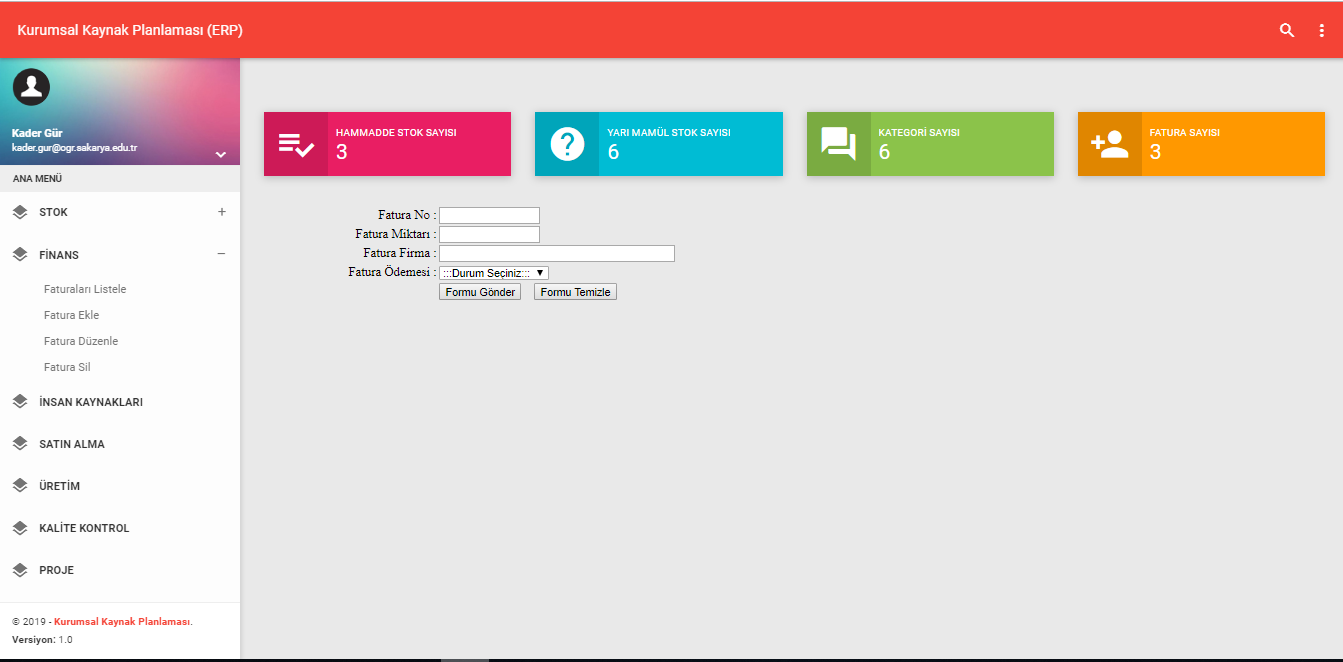 Kurumsal Kaynak Planlaması (ERP)
Kader Gür
kader.gur@ogr.sakarya.edu.tr
ANA MENÜ
STOK
FİNANS
Faturaları Listele
Fatura Ekle
Fatura Düzenle
Fatura Sil
İNSAN KAYNAKLARI
SATIN ALMA
ÜRETİM
KALİTE KONTROL
PROJE
© 2019 - Kurumsal Kaynak Planlaması.
Versiyon: 1.0
HAMMADDE STOK SAYISI
3
YARI MAMÜL STOK SAYISI
6
KATEGORİ SAYISI
6
FATURA SAYISI
3
Fatura No :
Fatura Miktarı :
Fatura Firma :
Fatura Ödemesi : :::Durum Seçiniz:::
Formu Gönder Formu Temizle